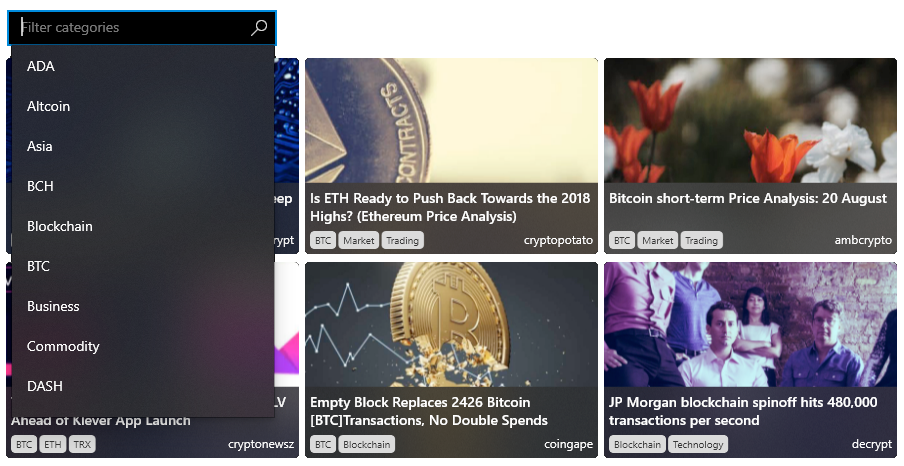 Filter categories
ADA
Altcoin
Asia
BCH
Blockchain
BTC
Business
Commodity
DASH
CONTRACTS
Is ETH Ready to Push Back Towards the 2018
Highs? (Ethereum Price Analysis)
BTC Market Trading
cryptopotato
Bitcoin short-term Price Analysis: 20 August
BTC Market Trading
ambcrypto
Ahead of Klever App Launch
BTC ETH TRX
cryptonewsz
Empty Block Replaces 2426 Bitcoin
[BTC]Transactions, No Double Spends
BTC Blockchain
coingape
JP Morgan blockchain spinoff hits 480,000
transactions per second
Blockchain Technology
decrypt